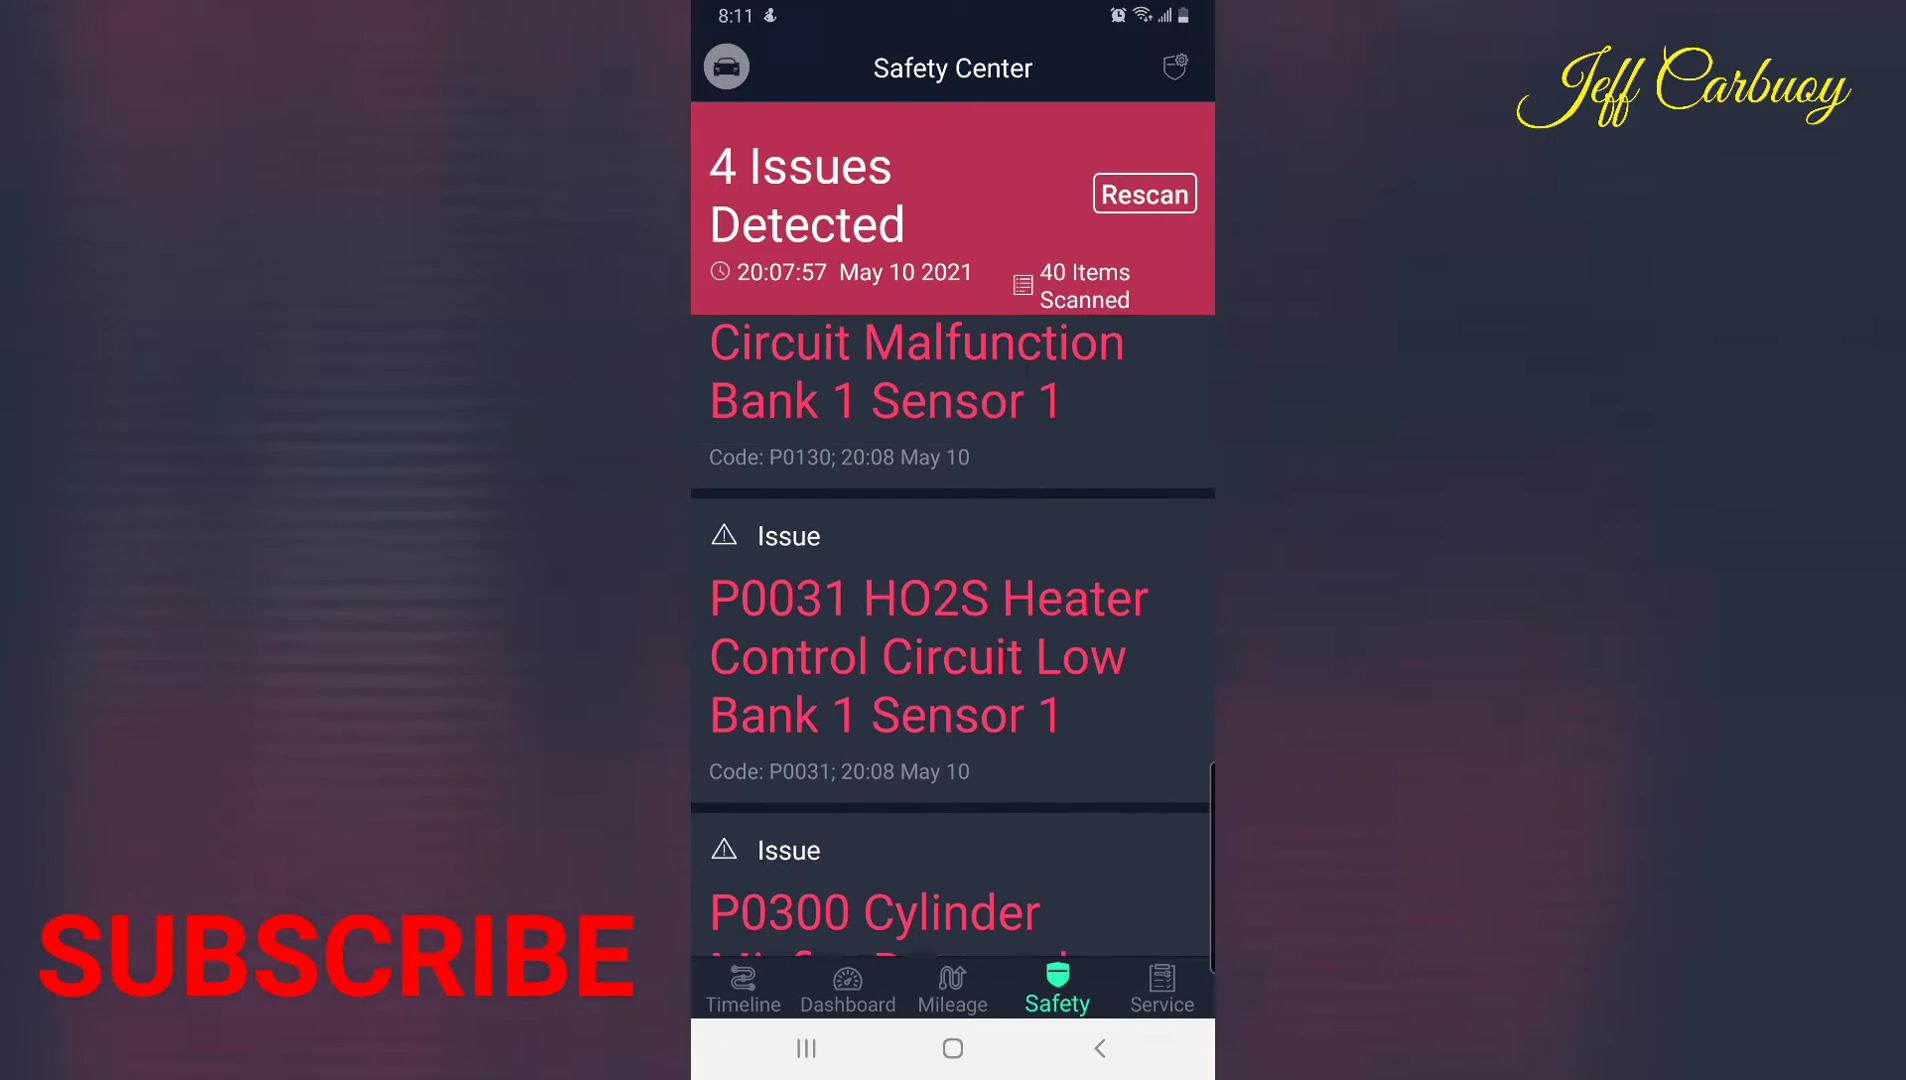 8:11
Safety Center
Jeff Carbuoy
4 Issues
Detected
Rescan
20:07:57 May 10 2021
40 Items
Scanned
Circuit Malfunction
Bank 1 Sensor 1
Code: P0130; 20:08 May 10
Issue
P0031 HO2S Heater
Control Circuit Low
Bank 1 Sensor 1
Code: P0031; 20:08 May 10
Issue
P0300 Cylinder
SUBSCRIBE
Timeline Dashboard Mileage Safety Service